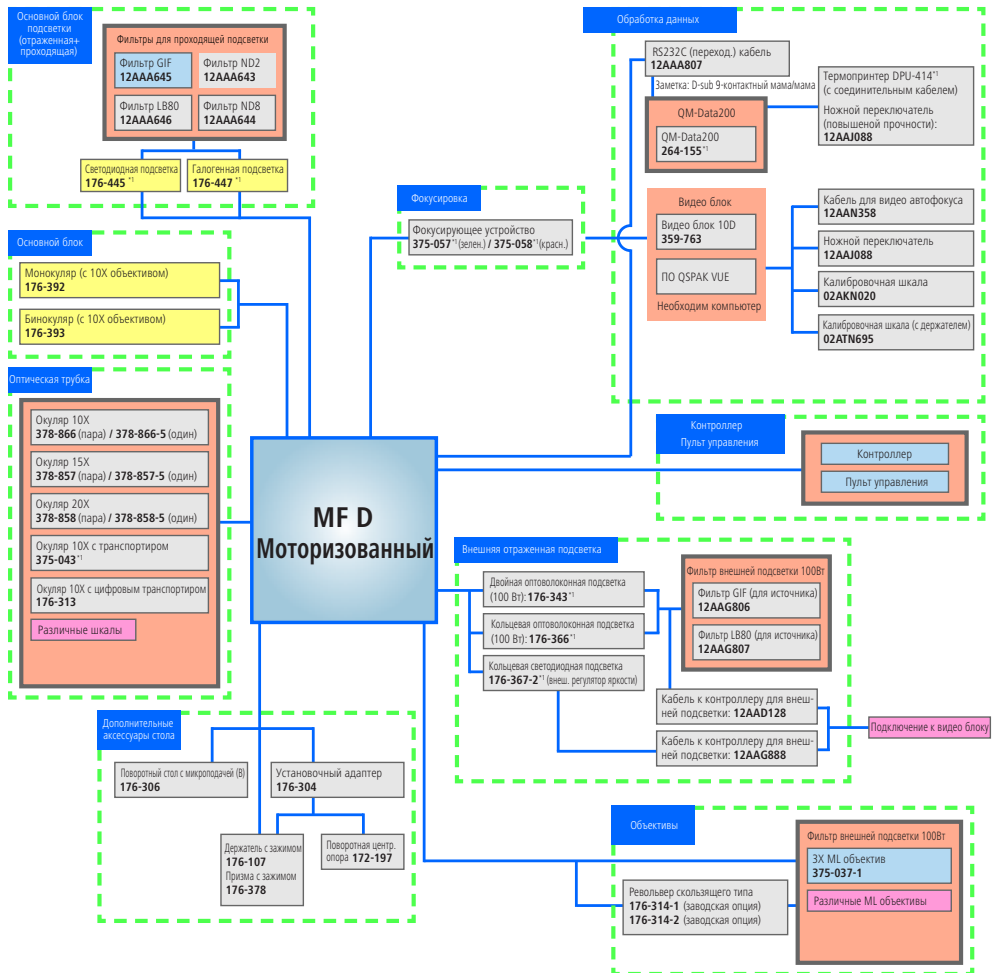 Основной блок
подсветки
(отраженная+
проходящая)
Фильтры для проходящей подсветки
Фильтр GIF
12AAA645
Фильтр ND2
12AAA643
Фильтр LB80
12AAA646
Фильтр ND8
12AAA644
Светодиодная подсветка
176-445 *1
Галогенная подсветка
176-447 *1
Основной блок
Монокуляр (с 10X объективом)
176-392
Бинокуляр (с 10X объективом)
176-393
Оптическая трубка
Окуляр 10X
378-866 (пара) / 378-866-5 (один)
Окуляр 15X
378-857 (пара) / 378-857-5 (один)
Окуляр 20X
378-858 (пара) / 378-858-5 (один)
Окуляр 10X с транспортиром
375-043*1
Окуляр 10X с цифровым транспортиром
176-313
Различные шкалы
Фокусировка
Фокусирующее устройство
375-057*1 (зелен.) / 375-058*1 (красн.)
Обработка данных
RS232C (переход.) кабель
12AAA807
Заметка: D-sub 9-контактный мама/мама
QM-Data200
QM-Data200
264-155*1
Термопринтер DPU-414*1
(с соединительным кабелем)
Ножной переключатель
(повышеной прочности):
12AAJ088
Видео блок
Видео блок 10D
359-763
ПО QSPAK VUE
Необходим компьютер
Кабель для видео автофокуса
12AAN358
Ножной переключатель
12AAJ088
Калибровочная шкала
02AKN020
Калибровочная шкала (с держателем)
02ATN695
Контроллер
Пульт управления
Контроллер
Пульт управления
MF D
Моторизованный
Внешняя отраженная подсветка
Двойная оптоволоконная подсветка
(100 Вт): 176-343*1
Кольцевая оптоволоконная подсветка
(100 Вт): 176-366*1
Кольцевая светодиодная подсветка
176-367-2*1 (внеш. регулятор яркости)
Фильтр внешней подсветки 100Вт
Фильтр GIF (для источника)
12AAG806
Фильтр LB80 (для источника)
12AAG807
Кабель к контроллеру для внеш-
ней подсветки: 12AAD128
Кабель к контроллеру для внеш-
ней подсветки: 12AAG888
Подключение к видео блоку
Дополнительные
аксессуары стола
Поворотный стол с микроподачей (B)
176-306
Установочный адаптер
176-304
Держатель с зажимом
176-107
Призма с зажимом
176-378
Поворотная центр.
опора 172-197
Объективы
Револьвер скользящего типа
176-314-1 (заводская опция)
176-314-2 (заводская опция)
Фильтр внешней подсветки 100Вт
3X ML объектив
375-037-1
Различные ML объективы